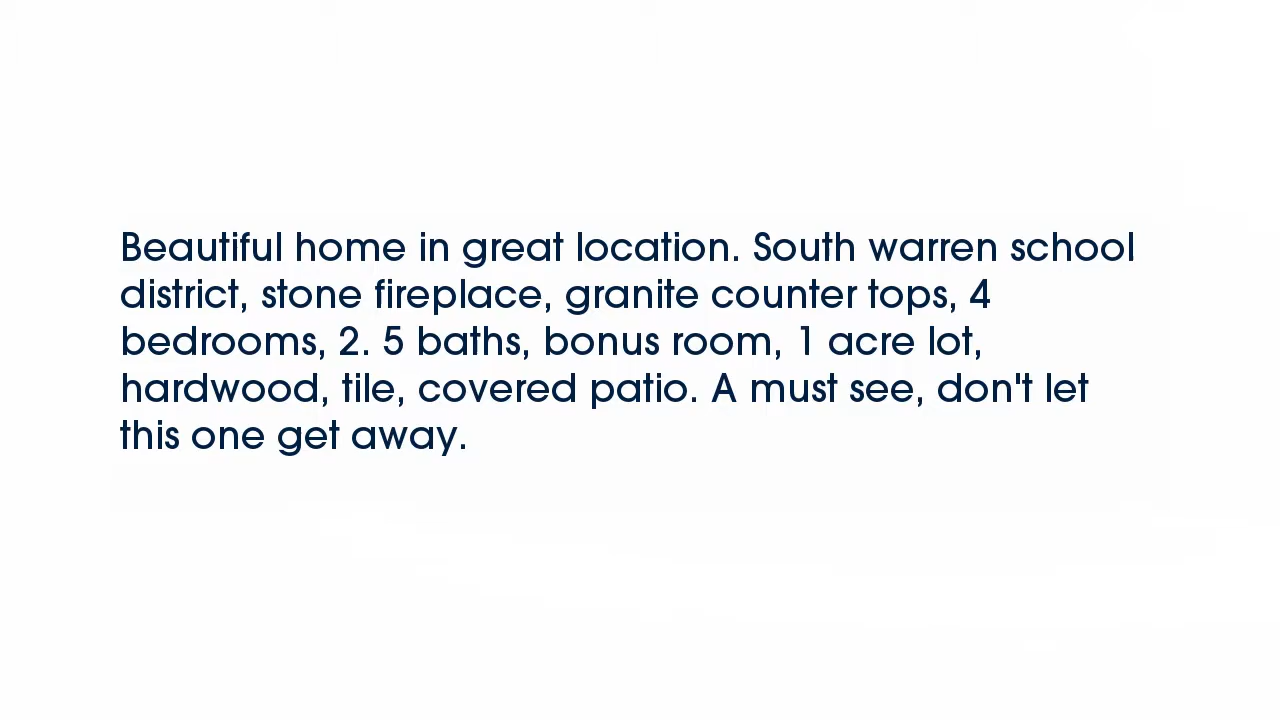 Beautiful home in great location. South warren school
district, stone fireplace, granite counter tops, 4
bedrooms, 2. 5 baths, bonus room, 1 acre lot,
hardwood, tile, covered patio. A must see, don't let
this one get away.